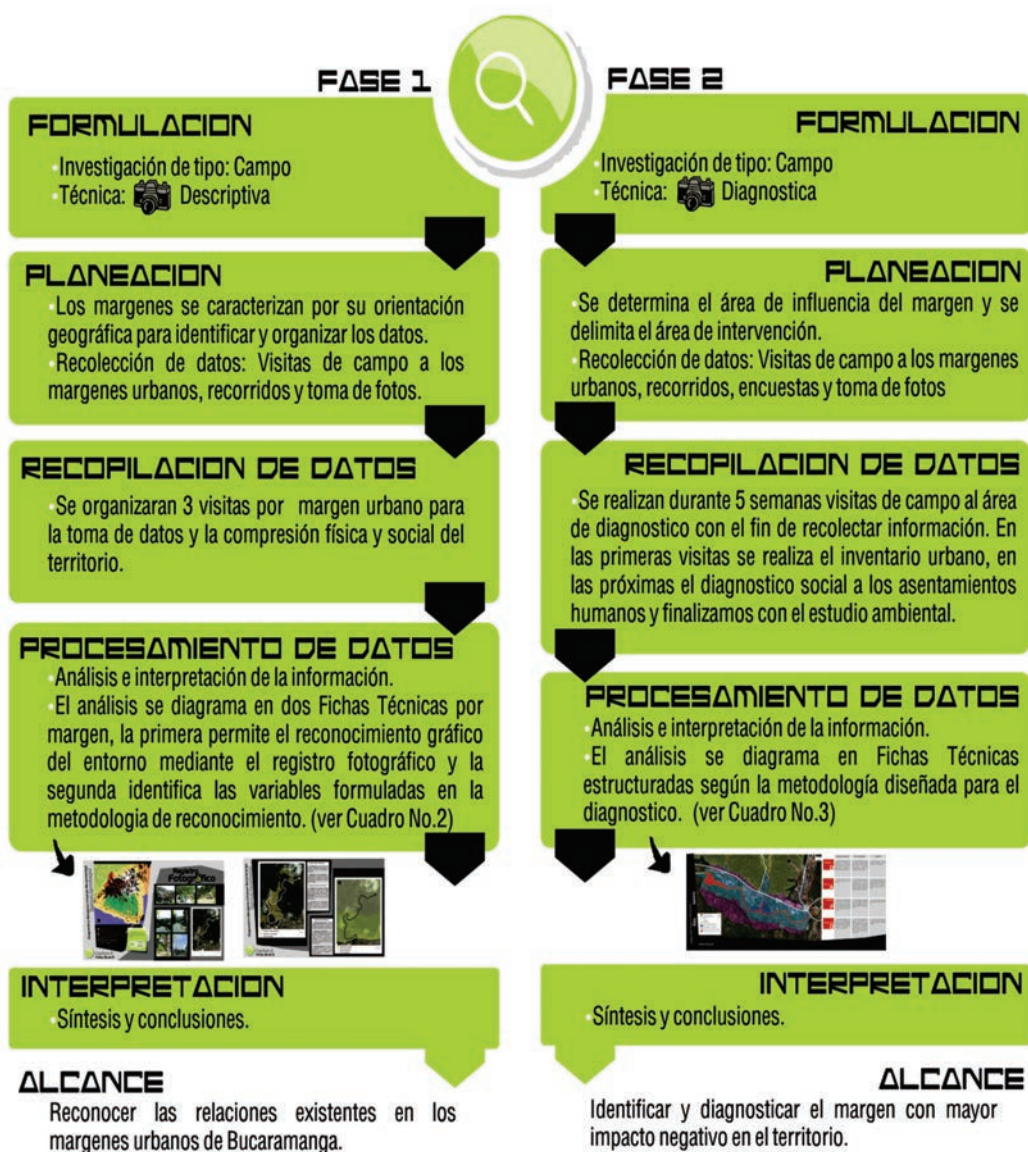 FASE 1
FORMULACION
•Investigación de tipo: Campo
•Técnica: Descriptiva
PLANEACION
•Los margenes se caracterizan por su orientación
geográfica para identificar y organizar los datos.
•Recolección de datos: Visitas de campo a los
margenes urbanos, recorridos y toma de fotos.
RECOPILACION DE DATOS
•Se organizaran 3 visitas por margen urbano para
la toma de datos y la compresión física y social del
territorio.
PROCESAMIENTO DE DATOS
•Análisis e interpretación de la información.
•El análisis se diagrama en dos Fichas Técnicas por
margen, la primera permite el reconocimiento gráfico
del entorno mediante el registro fotográfico y la
segunda identifica las variables formuladas en la
metodologia de reconocimiento. (ver Cuadro No.2)
Fotográfico
INTERPRETACION
•Síntesis y conclusiones.
ALCANCE
Reconocer las relaciones existentes en los
margenes urbanos de Bucaramanga.
FASE 2
FORMULACION
•Investigación de tipo: Campo
•Técnica: Diagnostica
PLANEACION
•Se determina el área de influencia del margen y se
delimita el área de intervención.
•Recolección de datos: Visitas de campo a los margenes
urbanos, recorridos, encuestas y toma de fotos
RECOPILACION DE DATOS
•Se realizan durante 5 semanas visitas de campo al área
de diagnostico con el fin de recolectar información. En
las primeras visitas se realiza el inventario urbano, en
las próximas el diagnostico social a los asentamientos
humanos y finalizamos con el estudio ambiental.
PROCESAMIENTO DE DATOS
•Análisis e interpretación de la información.
•El análisis se diagrama en Fichas Técnicas
estructuradas según la metodología diseñada para el
diagnostico. (ver Cuadro No.3)
INTERPRETACION
•Síntesis y conclusiones.
ALCANCE
Identificar y diagnosticar el margen con mayor
impacto negativo en el territorio.